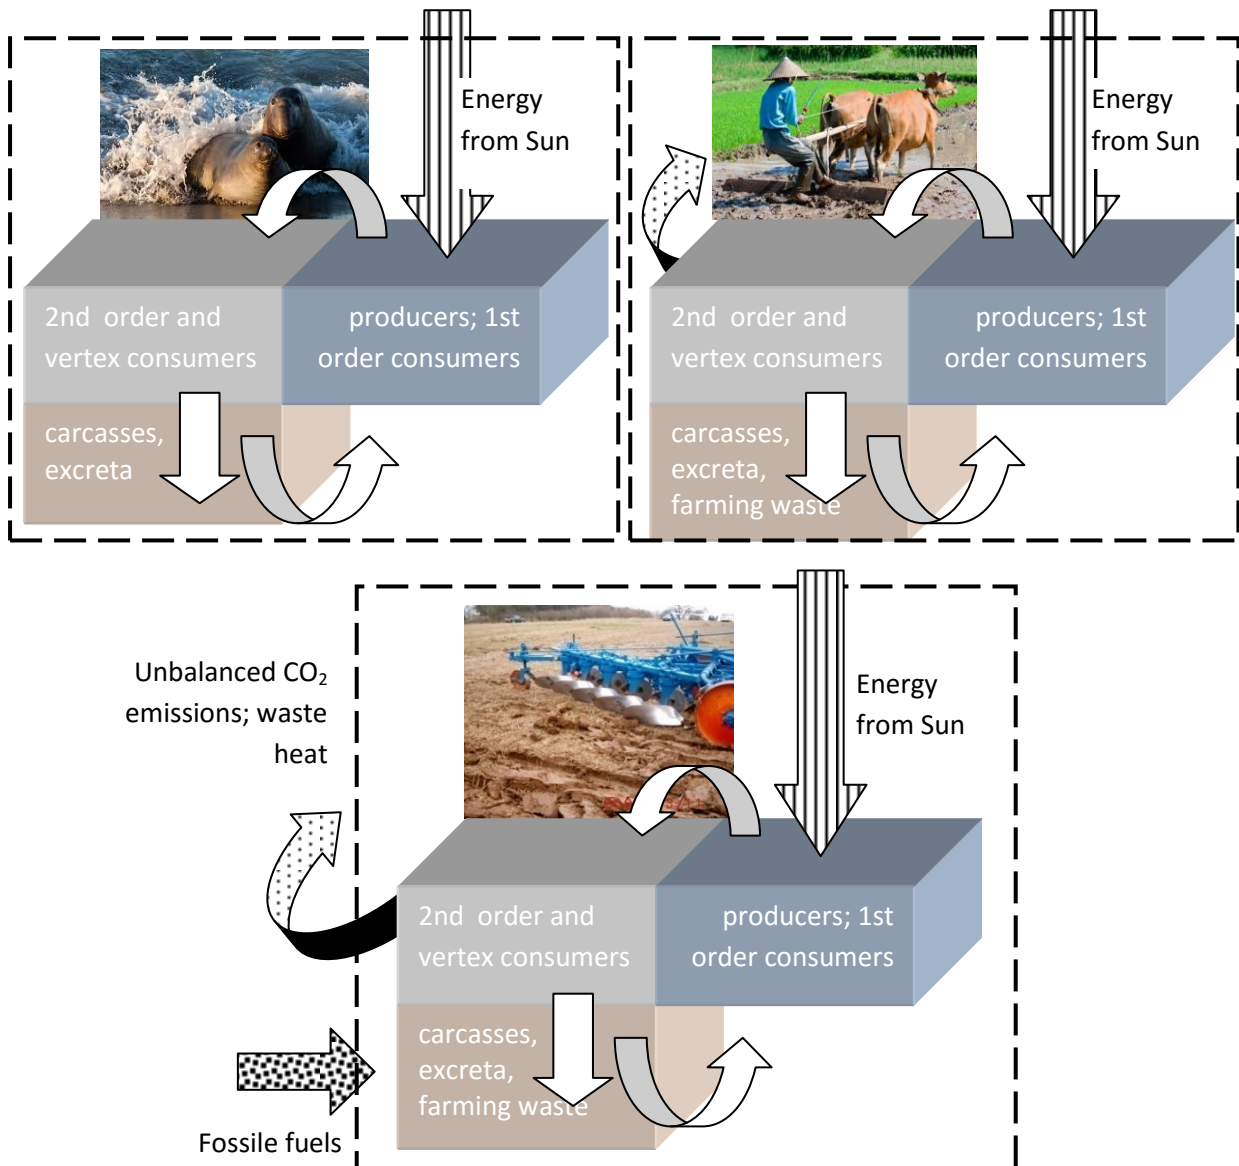 Energy
from Sun
2nd order and
vertex consumers
producers; 1st
order consumers
carcasses,
excreta
Energy
from Sun
2nd order and
vertex consumers
producers; 1st
order consumers
carcasses,
excreta,
farming waste
Unbalanced CO₂
emissions; waste
heat
Energy
from Sun
2nd order and
vertex consumers
producers; 1st
order consumers
carcasses,
excreta,
farming waste
Fossile fuels